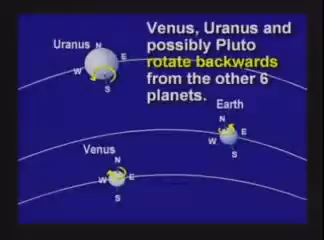 Venus, Uranus and
possibly Pluto
rotate backwards
from the other 6
planets.
Uranus
N
E
W
S
Earth
N
E
W
S
Venus
N
W
E
S